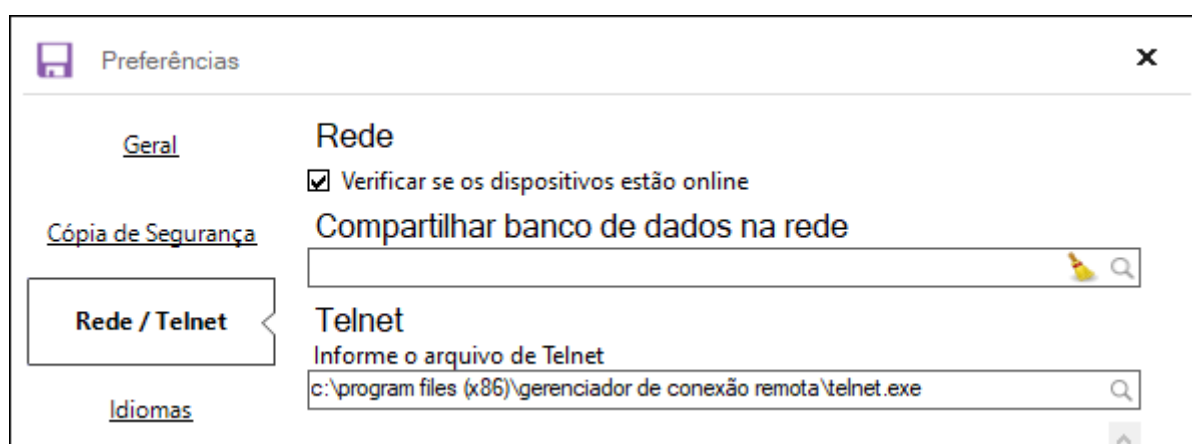 Preferências
Geral
Cópia de Segurança
Rede / Telnet
Idiomas
Rede
Verificar se os dispositivos estão online
Compartilhar banco de dados na rede
Telnet
Informe o arquivo de Telnet
c:\program files (x86)\gerenciador de conexão remota\telnet.exe